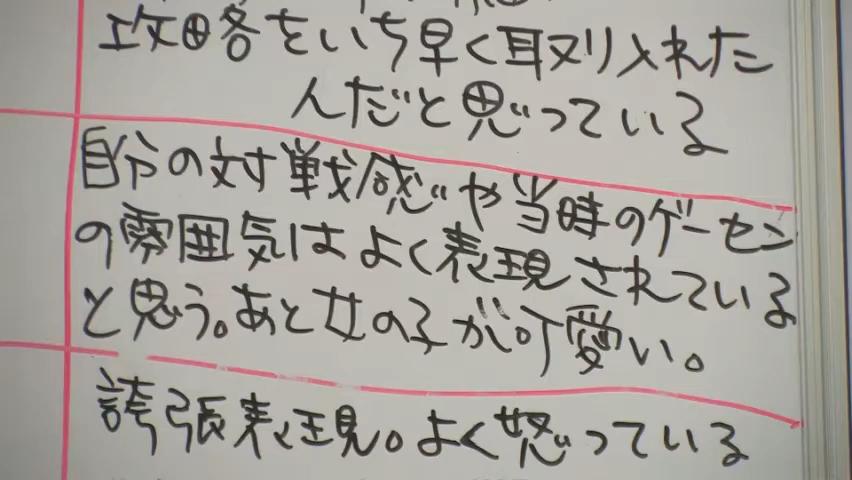 攻略をいち早く取り入れた
んだと思っている
自分の対戦感や当時のゲーセン
の雰囲気はよく表現されている
と思う。あと女の子が可愛い。
誇張表現。よく怒っている